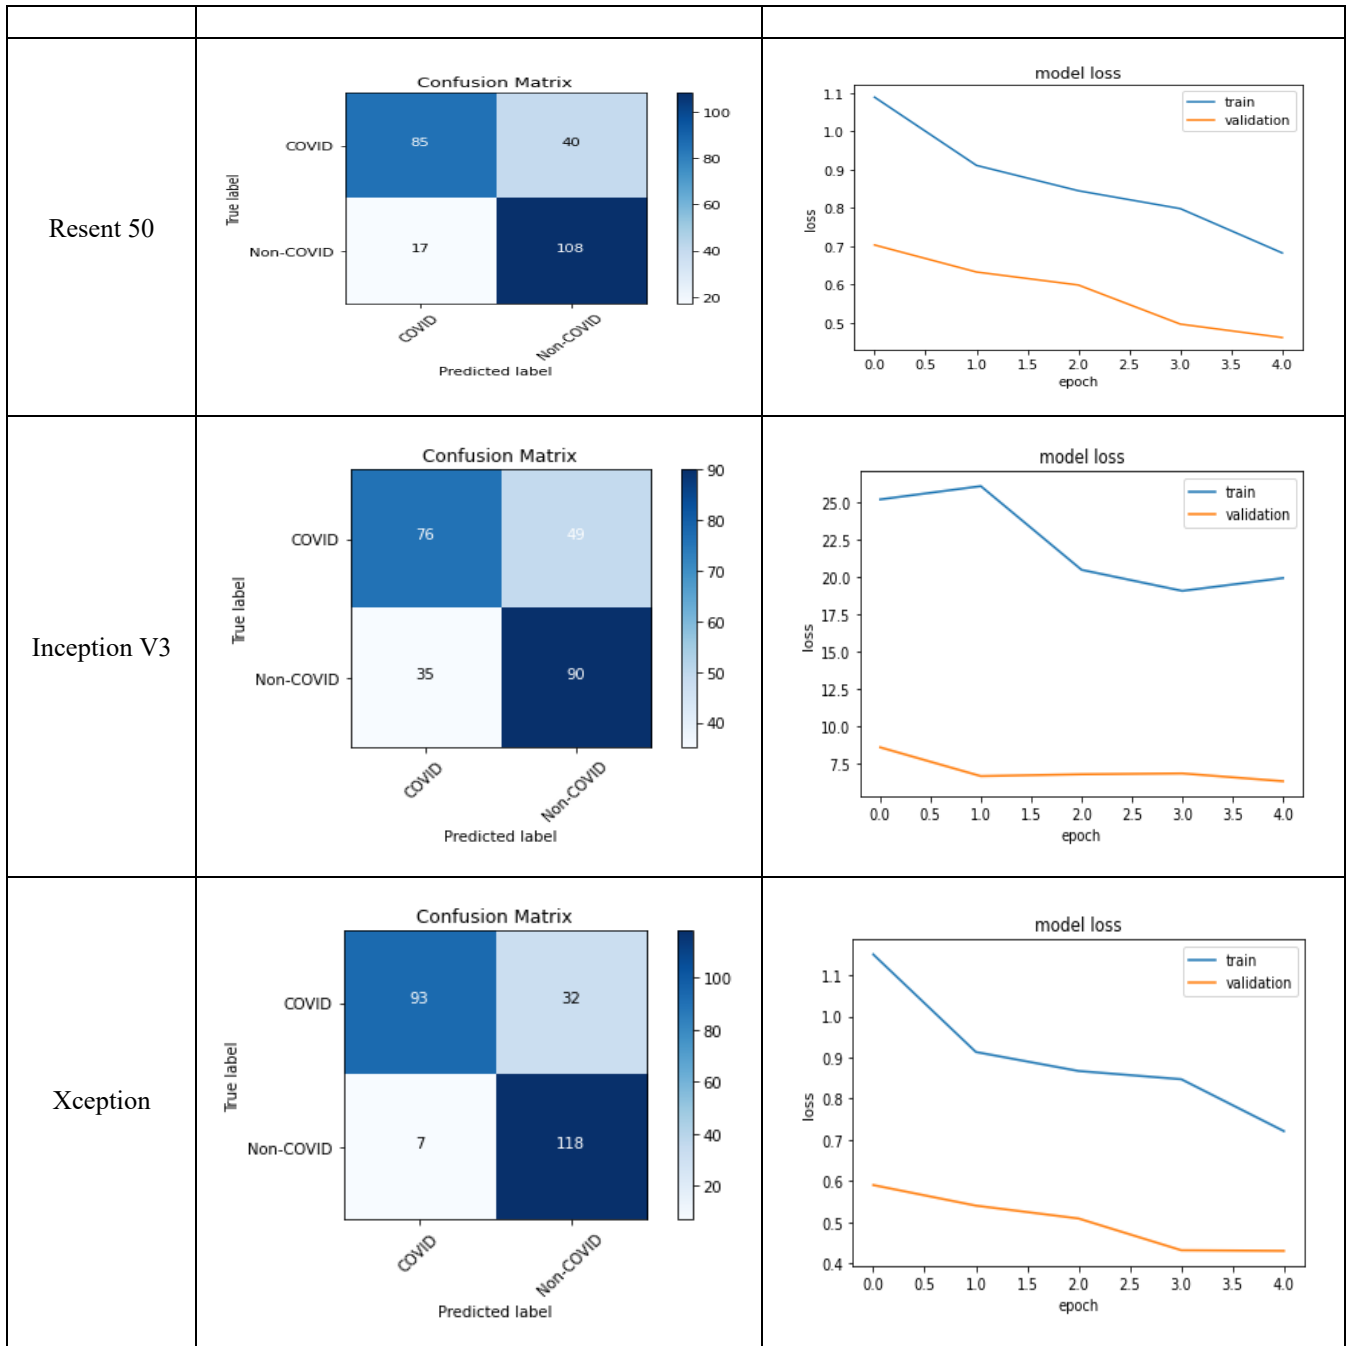 Resent 50
Confusion Matrix
True label
COVID
Non-COVID
85
40
17
108
COVID
Non-COVID
Predicted label
100
80
60
40
20
model loss
train
validation
loss
1.1
1.0
0.9
0.8
0.7
0.6
0.5
0.0 0.5 1.0 1.5 2.0 2.5 3.0 3.5 4.0
epoch
Inception V3
Confusion Matrix
True label
COVID
Non-COVID
76
49
35
90
COVID
Non-COVID
Predicted label
90
80
70
60
50
40
model loss
train
validation
loss
25.0
22.5
20.0
17.5
15.0
12.5
10.0
7.5
0.0 0.5 1.0 1.5 2.0 2.5 3.0 3.5 4.0
epoch
Xception
Confusion Matrix
True label
COVID
Non-COVID
93
32
7
118
COVID
Non-COVID
Predicted label
100
80
60
40
20
model loss
train
validation
loss
1.1
1.0
0.9
0.8
0.7
0.6
0.5
0.4
0.0 0.5 1.0 1.5 2.0 2.5 3.0 3.5 4.0
epoch